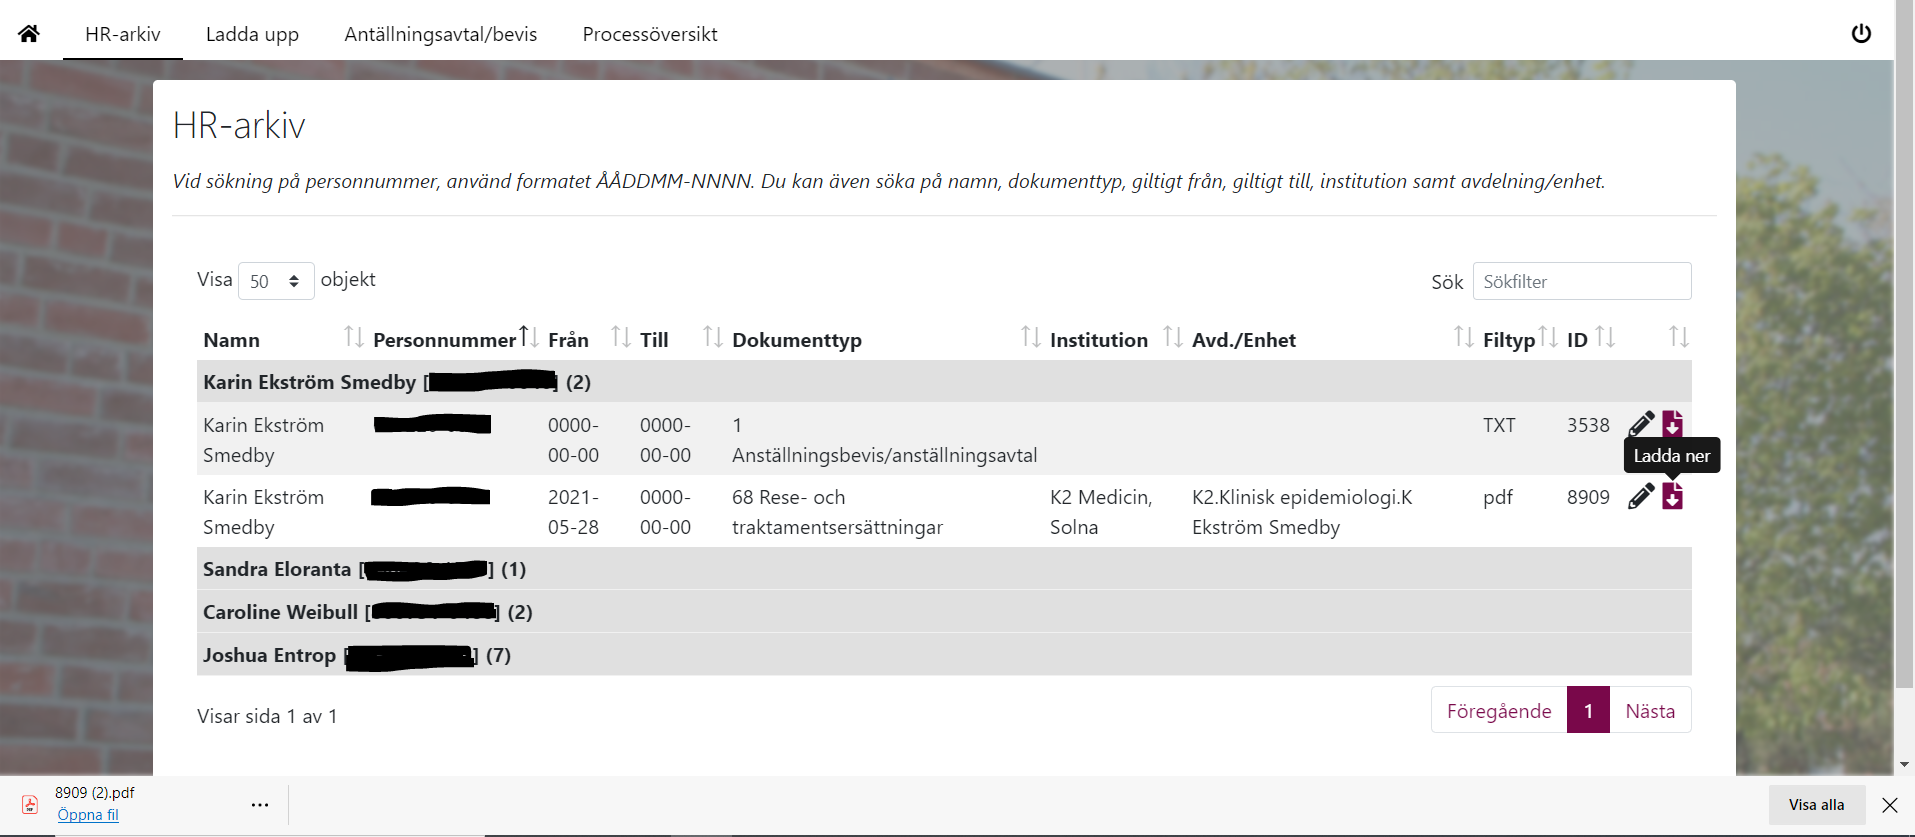 HR-arkiv Ladda upp Antällningsavtal/bevis Processöversikt
HR-arkiv
Vid sökning på personnummer, använd formatet ÅÅDDMM-NNNN. Du kan även söka på namn, dokumenttyp, giltigt från, giltigt till, institution samt avdelning/enhet.
Visa 50 objekt Sök Sökfilter
Namn Personnummer Från Till Dokumenttyp Institution Avd./Enhet Filtyp ID
Karin Ekström Smedby [ ] (2)
Karin Ekström 0000- 0000- 1 TXT 3538
Smedby 00-00 00-00 Anställningsbevis/anställningsavtal Ladda ner
Karin Ekström 2021- 0000- 68 Rese- och K2 Medicin, K2.Klinisk epidemiologi.K pdf 8909
Smedby 05-28 00-00 traktamentsersättningar Solna Ekström Smedby
Sandra Eloranta [ ] (1)
Caroline Weibull [ ] (2)
Joshua Entrop [ ] (7)
Visar sida 1 av 1 Föregående 1 Nästa
8909 (2).pdf
Öppna fil ... Visa alla